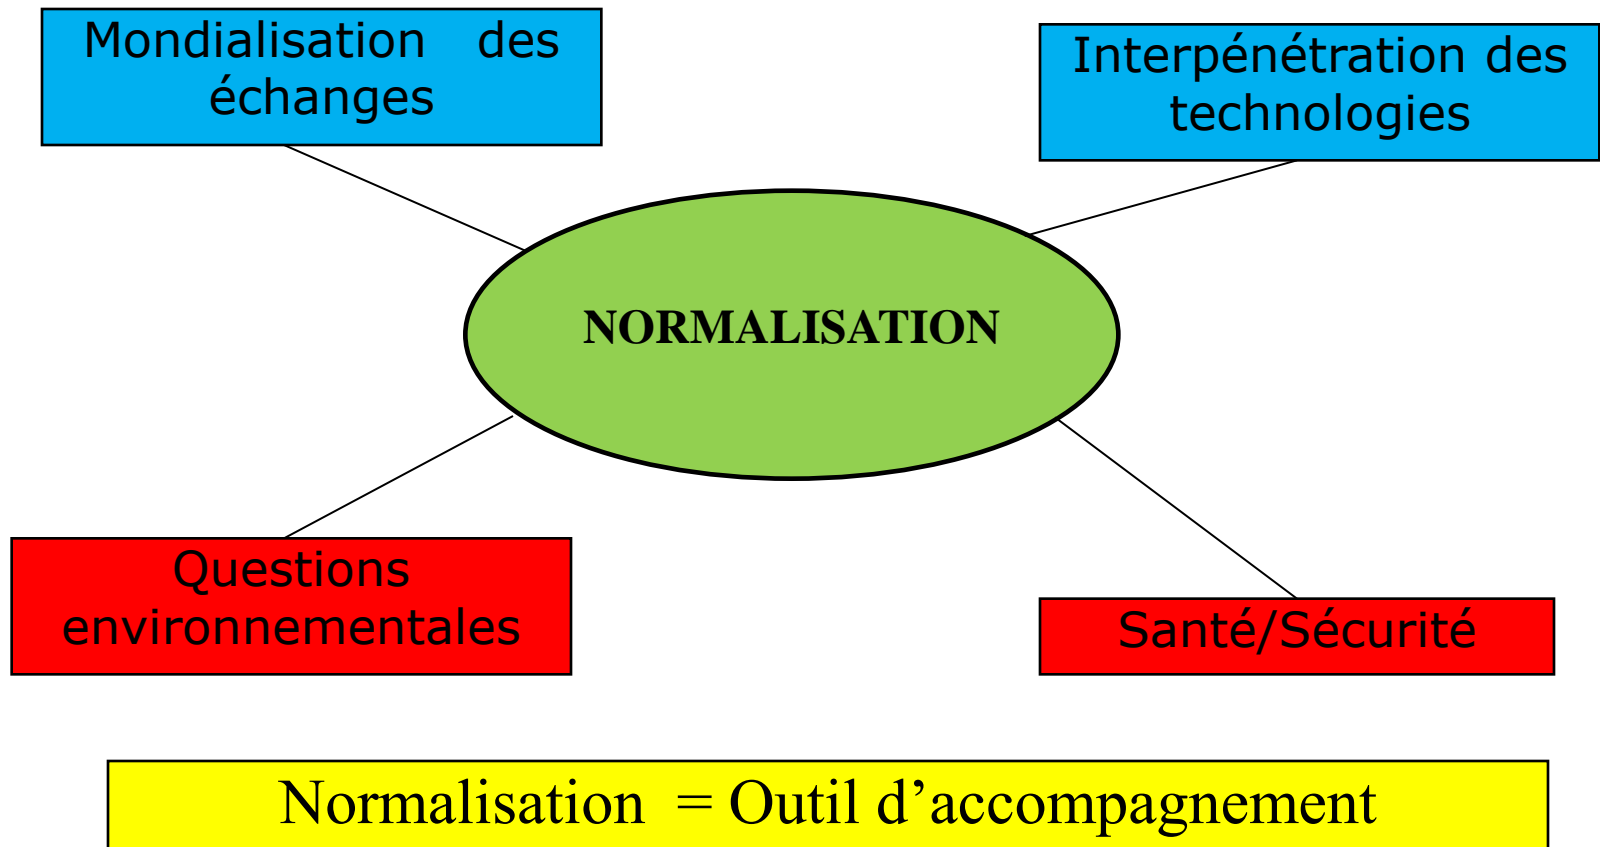 Mondialisation des
échanges
Interpénétration des
technologies
NORMALISATION
Questions
environnementales
Santé/Sécurité
Normalisation = Outil d’accompagnement